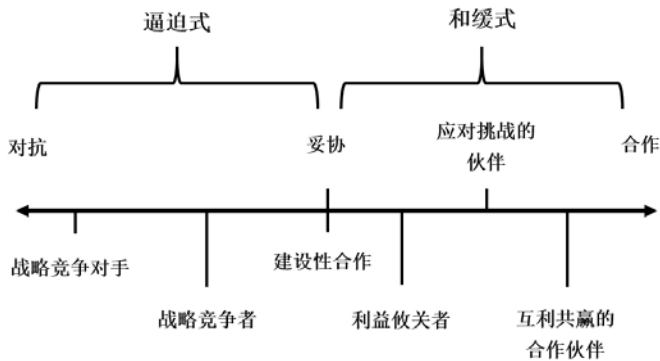 逼迫式
和缓式
对抗
妥协
应对挑战的
伙伴
合作
战略竞争对手
建设性合作
战略竞争者
利益攸关者
互利共赢的
合作伙伴